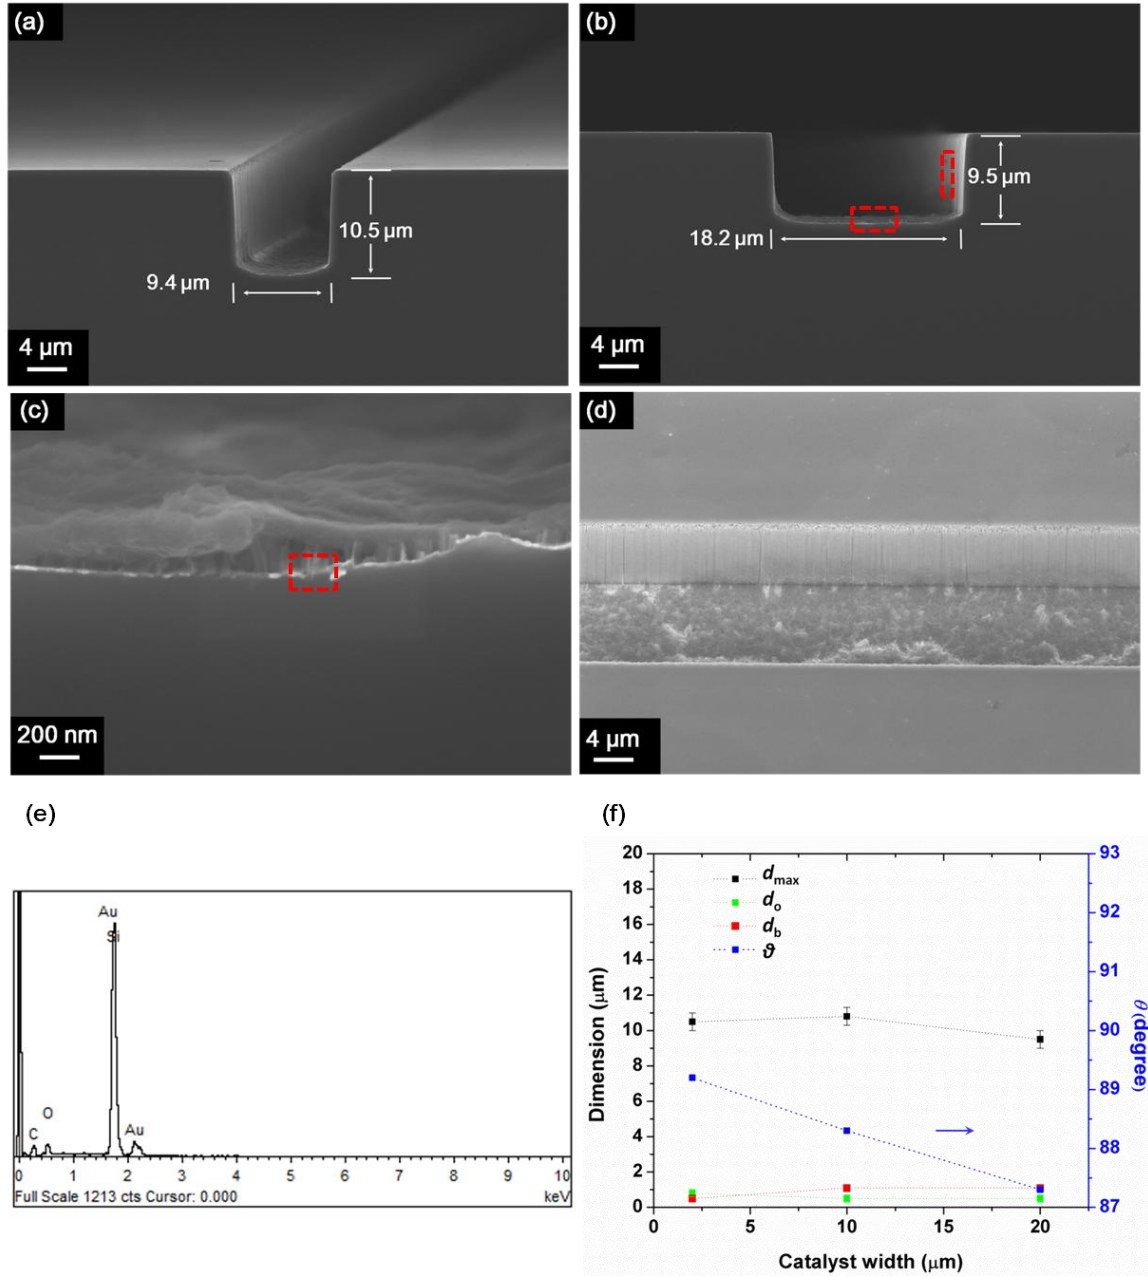 (a)
10.5 µm
9.4 µm
4 µm
(b)
9.5 µm
18.2 µm
4 µm
(c)
200 nm
(d)
4 µm
(e)
Au
Si
O
C
Au
0 1 2 3 4 5 6 7 8 9 10
Full Scale 1213 cts Cursor: 0.000 keV
(f)
d max
d o
d b
ϑ
Dimension (µm)
20
18
16
14
12
10
8
6
4
2
0
93
92
91
90
89
88
87
θ (degree)
0 5 10 15 20
Catalyst width (µm)